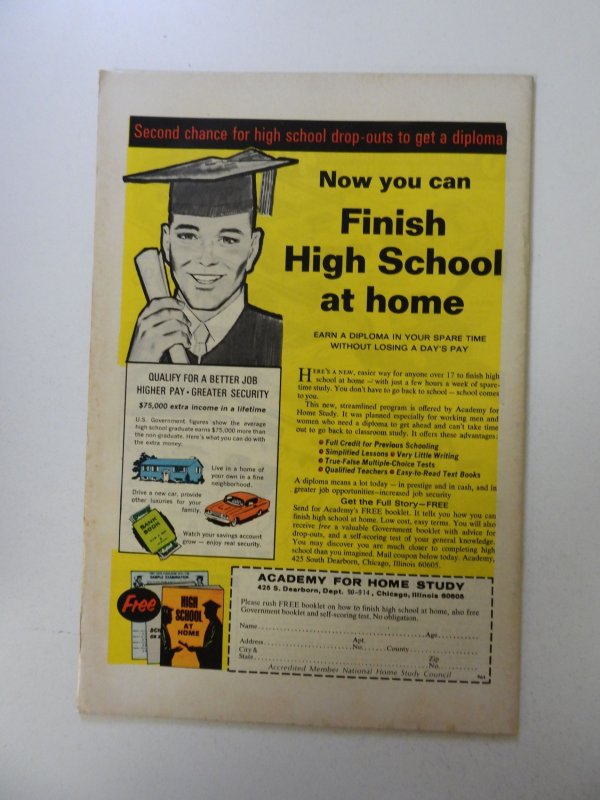 Second chance for high school drop-outs to get a diploma
Now you can
Finish
High School
at home
EARN A DIPLOMA IN YOUR SPARE TIME
WITHOUT LOSING A DAY'S PAY
QUALIFY FOR A BETTER JOB
HIGHER PAY • GREATER SECURITY
$75,000 extra income in a lifetime
U.S. Government figures show the average
high school graduate earns $75,000 more than
the non-graduate. Here's what you can do with
the extra money.
Live in a home of
your own in a fine
neighborhood.
Drive a new car, provide
other luxuries for your
family.
BANK
BOOK
Watch your savings account
grow — enjoy real security.
HERE'S A NEW, easier way for anyone over 17 to finish high
school at home — with just a few hours a week of spare-
time study. You don't have to go back to school — school comes
to you.
This new, streamlined program is offered by Academy for
Home Study. It was planned especially for working men and
women who need a diploma to get ahead and can't take time
out to go back to classroom study. It offers these advantages:
• Full Credit for Previous Schooling
• Simplified Lessons • Very Little Writing
• True-False Multiple-Choice Tests
• Qualified Teachers • Easy-to-Read Text Books
A diploma means a lot today — in prestige and in cash, and in
greater job opportunities—increased job security
Get the Full Story—FREE
Send for Academy's FREE booklet. It tells you how you can
finish high school at home. Low cost, easy terms. You will also
receive free a valuable Government booklet with advice for
drop-outs, and a self-scoring test of your general knowledge.
You may discover you are much closer to completing high
school than you imagined. Mail coupon below today. Academy,
425 South Dearborn, Chicago, Illinois 60605.
SAMPLE EXAMINATION
Free
HIGH
SCHOOL
AT
HOME
ACADEMY FOR HOME STUDY
425 S. Dearborn, Dept. 90-914, Chicago, Illinois 60605
Please rush FREE booklet on how to finish high school at home, also free
Government booklet and self-scoring test. No obligation.
Name Age
Address Apt. No. County
City & State Zip No.
Accredited Member National Home Study Council